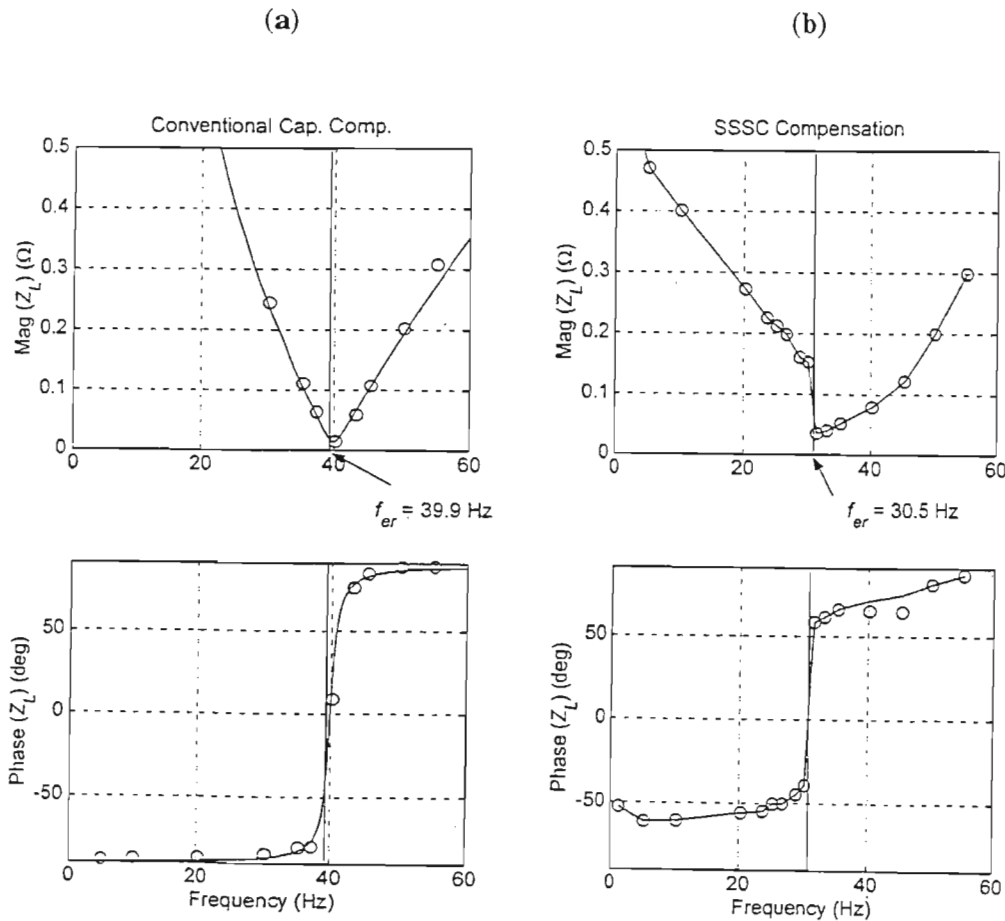 (a)
(b)
Conventional Cap. Comp.
Mag (Z_L) (Ω)
0.5
0.4
0.3
0.2
0.1
0
0
20
40
60
f_er = 39.9 Hz
SSSC Compensation
Mag (Z_L) (Ω)
0.5
0.4
0.3
0.2
0.1
0
0
20
40
60
f_er = 30.5 Hz
Phase (Z_L) (deg)
50
0
-50
0
20
40
60
Frequency (Hz)
Phase (Z_L) (deg)
50
0
-50
0
20
40
60
Frequency (Hz)